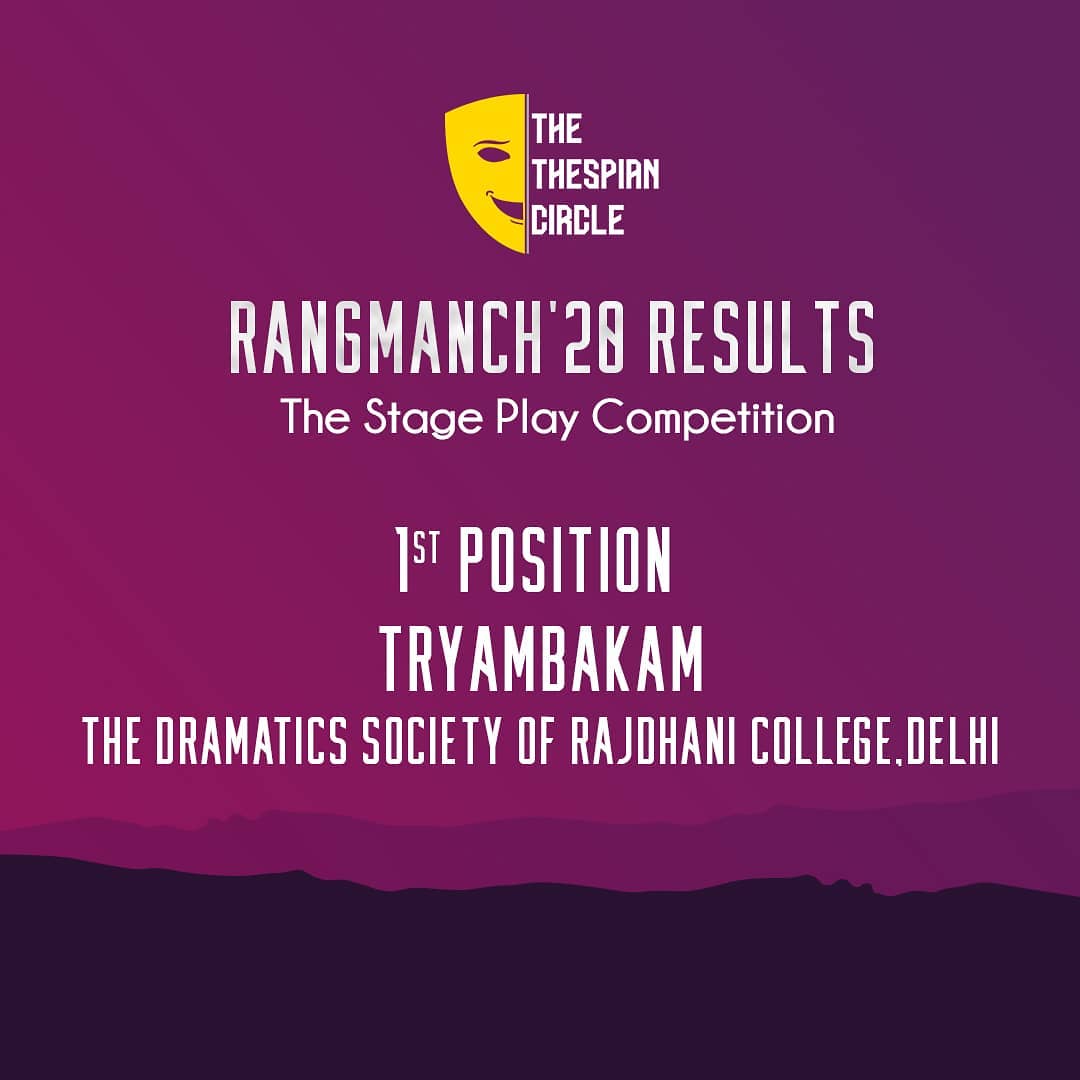 THE
THESPIAN
CIRCLE
RANGMANCH'20 RESULTS
The Stage Play Competition
1ST POSITION
TRYAMBAKAM
THE DRAMATICS SOCIETY OF RAJDHANI COLLEGE,DELHI